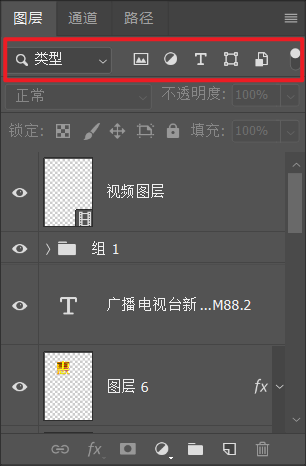 图层 通道 路径
类型
正常 不透明度: 100%
锁定: 填充: 100%
视频图层
组 1
广播电视台新 ...M88.2
图层 6 fx
fx